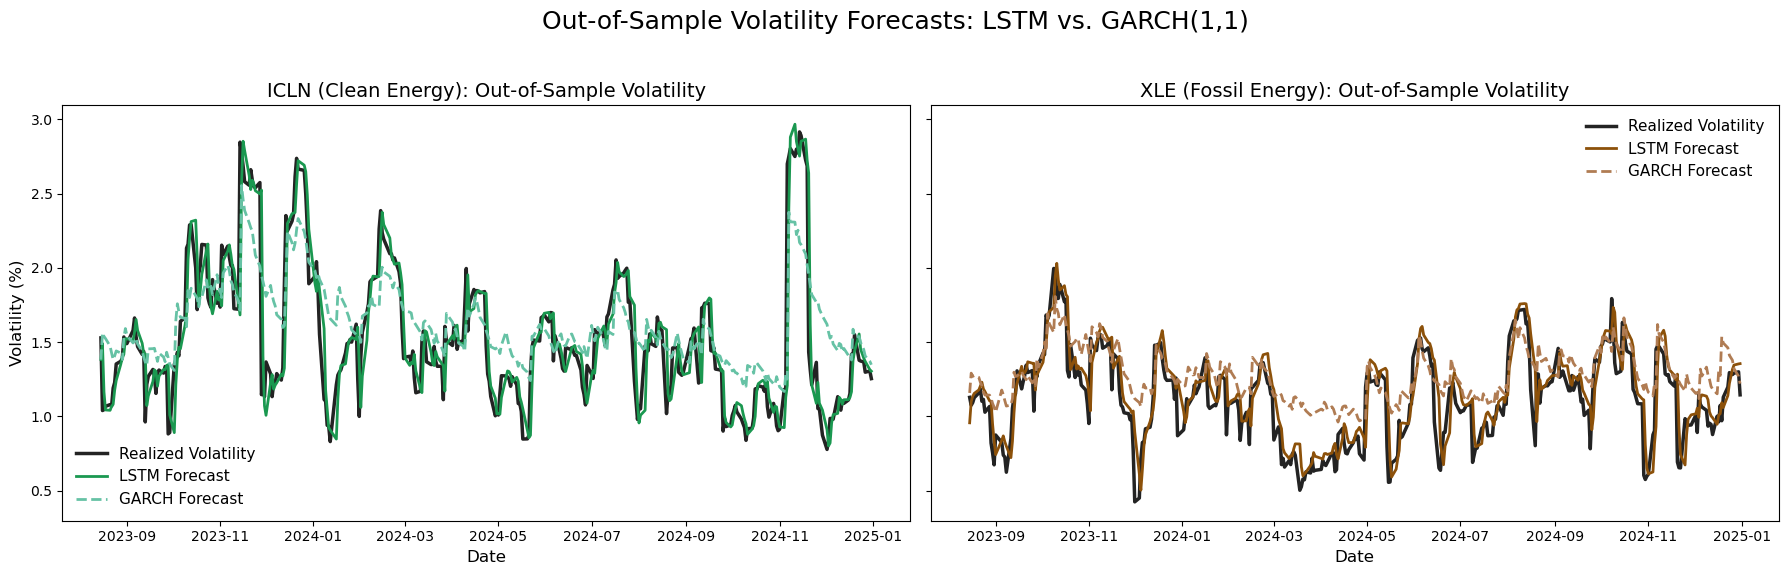 Out-of-Sample Volatility Forecasts: LSTM vs. GARCH(1,1)
ICLN (Clean Energy): Out-of-Sample Volatility
Volatility (%)
3.0
2.5
2.0
1.5
1.0
0.5
Realized Volatility
LSTM Forecast
GARCH Forecast
2023-09 2023-11 2024-01 2024-03 2024-05 2024-07 2024-09 2024-11 2025-01
Date
XLE (Fossil Energy): Out-of-Sample Volatility
Realized Volatility
LSTM Forecast
GARCH Forecast
2023-09 2023-11 2024-01 2024-03 2024-05 2024-07 2024-09 2024-11 2025-01
Date